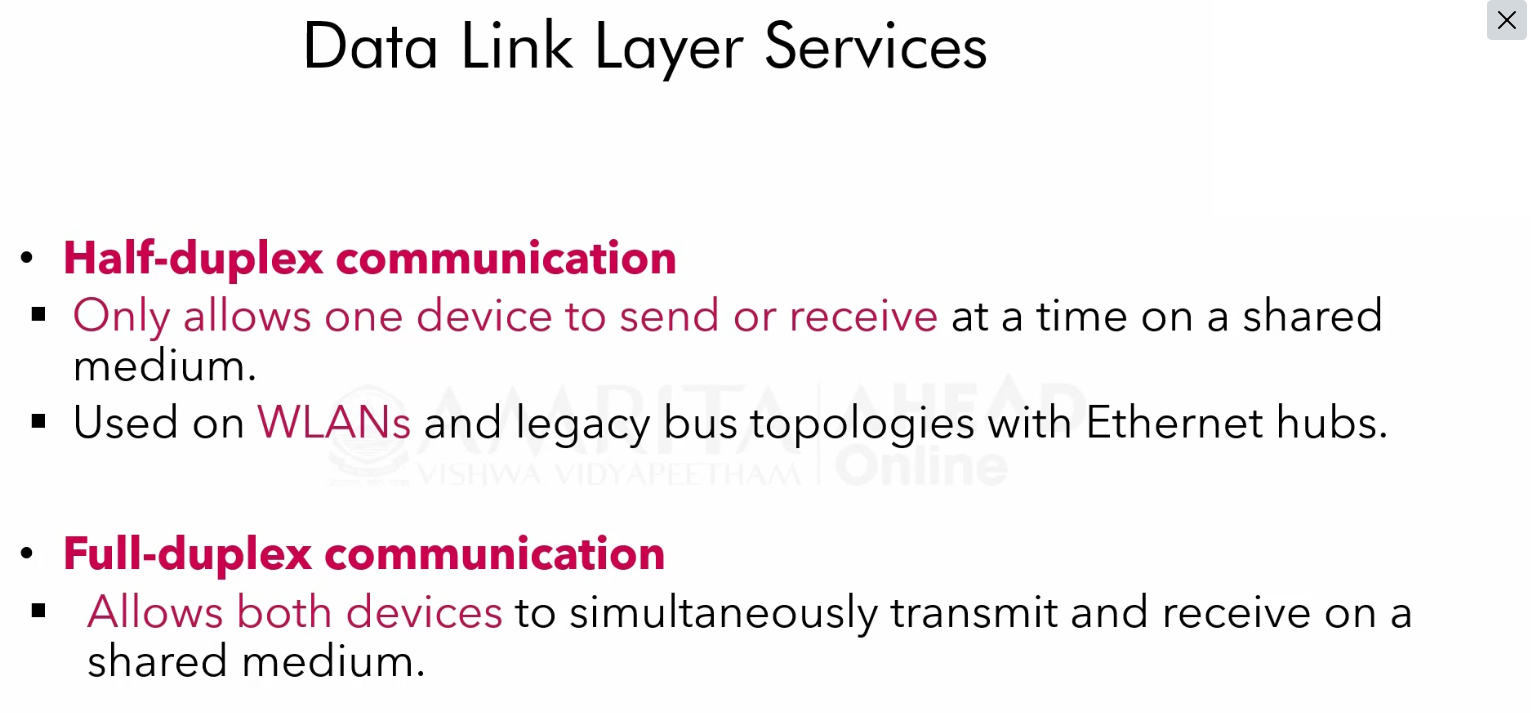 Data Link Layer Services
• Half-duplex communication
▪ Only allows one device to send or receive at a time on a shared
medium.
▪ Used on WLANs and legacy bus topologies with Ethernet hubs.
AMRITA AHEAD
VISHWA VIDYAPEETHAM Online
• Full-duplex communication
▪ Allows both devices to simultaneously transmit and receive on a
shared medium.